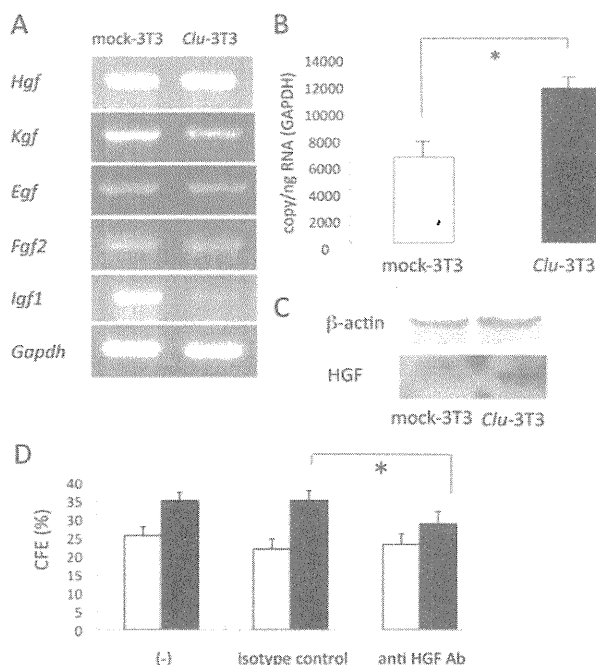 A
mock-3T3 Clu-3T3
Hgf
Kgf
Egf
Fgf2
Igf1
Gapdh
B
copy/ng RNA (GAPDH)
14000
12000
10000
8000
6000
4000
2000
0
*
mock-3T3 Clu-3T3
C
β-actin
HGF
mock-3T3 Clu-3T3
D
CFE (%)
40
35
30
25
20
15
10
5
0
*
(-) isotype control anti HGF Ab